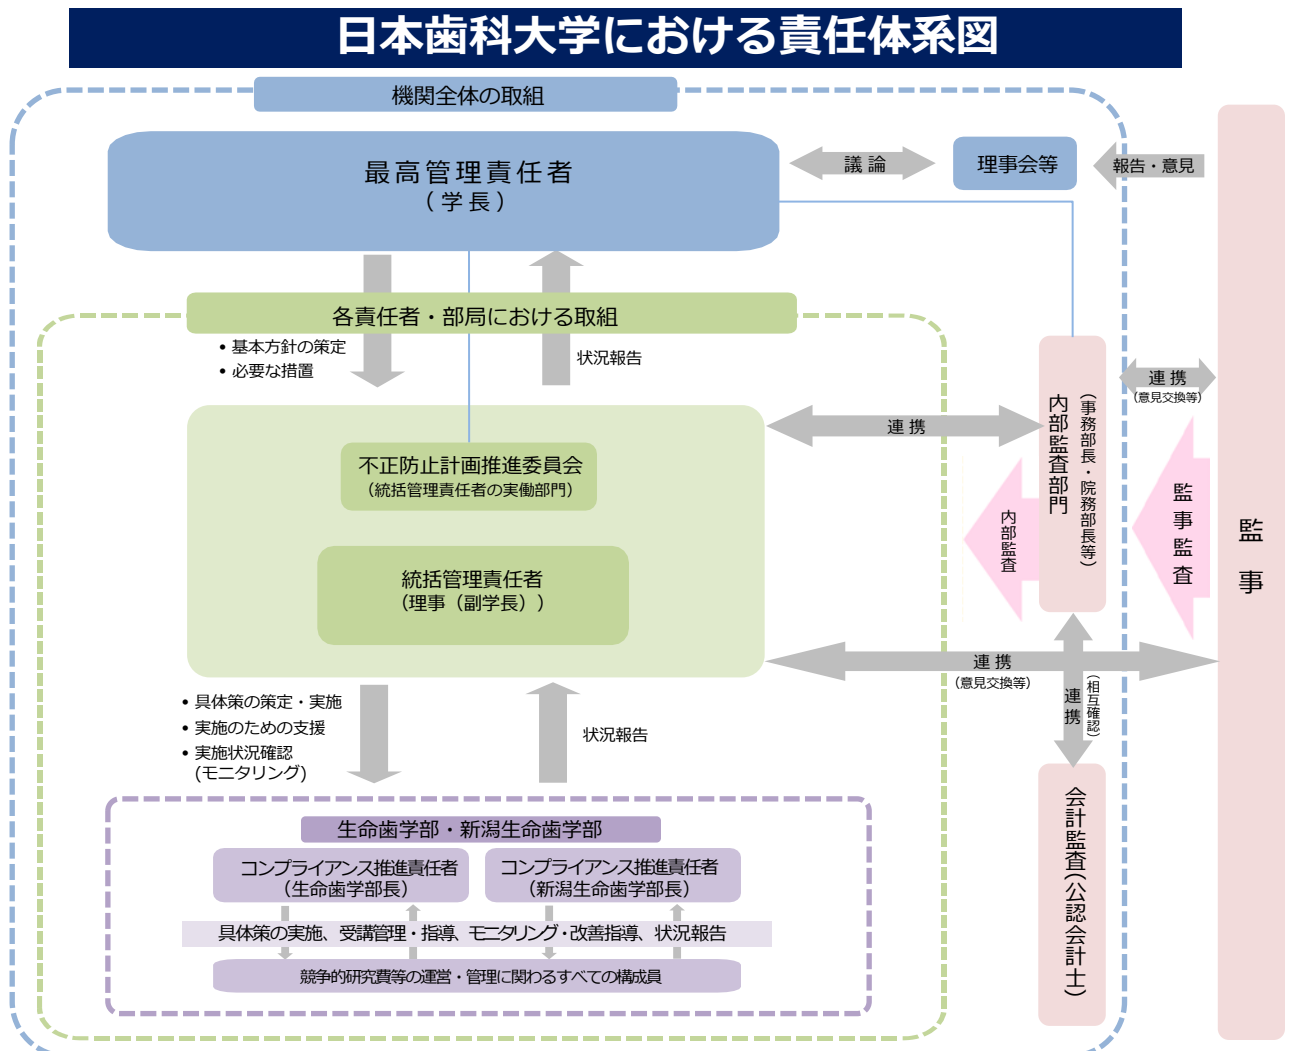 日本歯科大学における責任体系図
機関全体の取組
最高管理責任者
（学長）
議論
理事会等
報告・意見
各責任者・部局における取組
• 基本方針の策定
• 必要な措置
状況報告
不正防止計画推進委員会
（統括管理責任者の実働部門）
統括管理責任者
（理事（副学長））
連携
内部監査部門
（事務部長・院務部長等）
連携
（意見交換等）
内部監査
監事監査
監事
連携
（意見交換等）
連携
（相互確認）
• 具体策の策定・実施
• 実施のための支援
• 実施状況確認
(モニタリング)
状況報告
会計監査(公認会計士)
生命歯学部・新潟生命歯学部
コンプライアンス推進責任者
（生命歯学部長）
コンプライアンス推進責任者
（新潟生命歯学部長）
具体策の実施、受講管理・指導、モニタリング・改善指導、状況報告
競争的研究費等の運営・管理に関わるすべての構成員